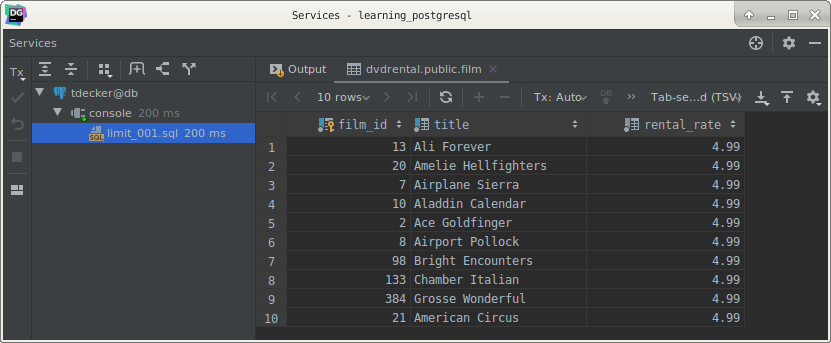 DG
Services - learning_postgresql
Services
Tx
tdecker@db
console 200 ms
SQL limit_001.sql 200 ms
Output dvdrental.public.film
10 rows Tx: Auto DB Tab-se...d (TSV)
film_id title rental_rate
1 13 Ali Forever 4.99
2 20 Amelie Hellfighters 4.99
3 7 Airplane Sierra 4.99
4 10 Aladdin Calendar 4.99
5 2 Ace Goldfinger 4.99
6 8 Airport Pollock 4.99
7 98 Bright Encounters 4.99
8 133 Chamber Italian 4.99
9 384 Grosse Wonderful 4.99
10 21 American Circus 4.99